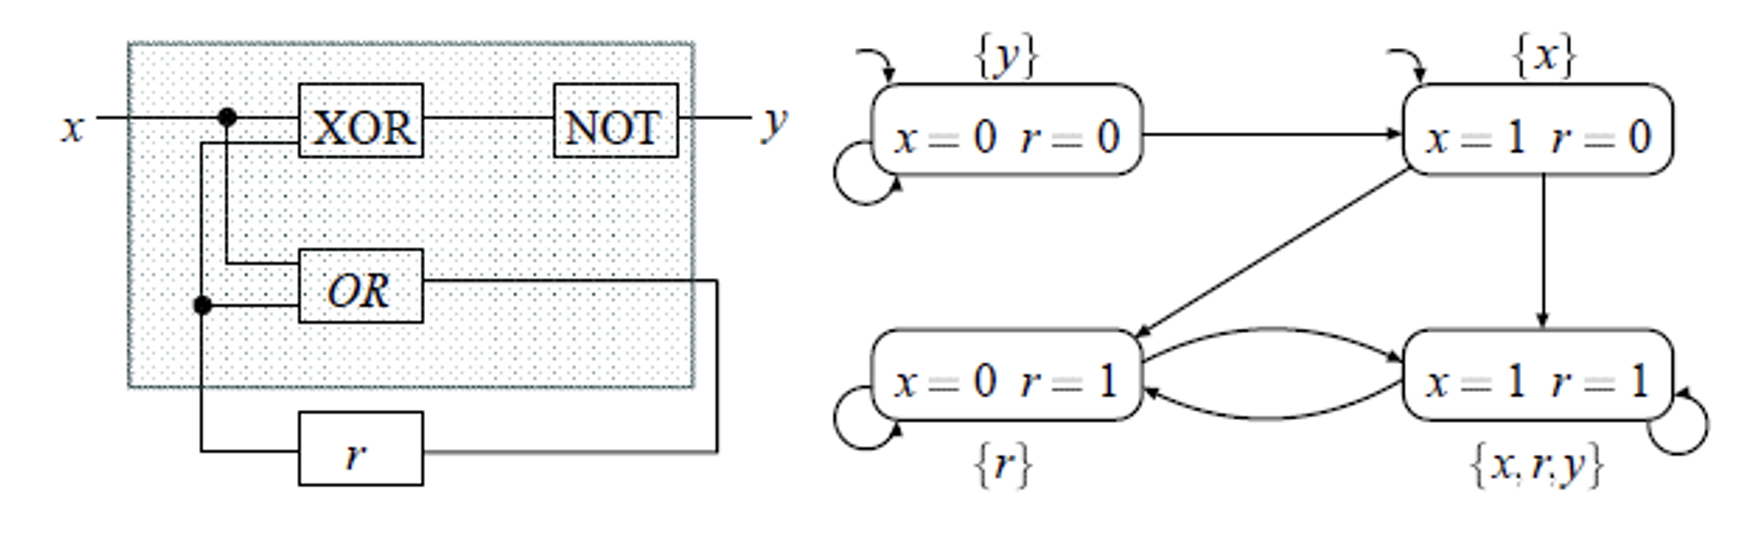 x XOR NOT y
OR
r
{y} {x}
x = 0 r = 0 x = 1 r = 0
x = 0 r = 1 x = 1 r = 1
{r} {x, r, y}